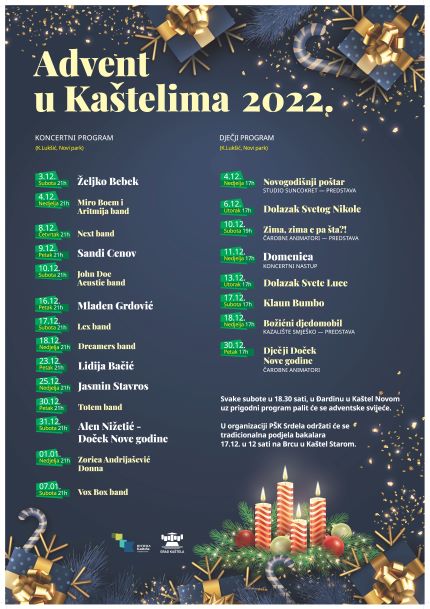 Advent
u Kaštelima 2022.
KONCERTNI PROGRAM
(K.Lukšić, Novi park)
3.12.
Subota 21h
Željko Bebek
4.12.
Nedjelja 21h
Miro Boem i
Aritmija band
8.12.
Četvrtak 21h
Next band
9.12.
Petak 21h
Sandi Cenov
10.12.
Subota 21h
John Doe
Acustic band
16.12.
Petak 21h
Mladen Grdović
17.12.
Subota 21h
Lex band
18.12.
Nedjelja 21h
Dreamers band
23.12.
Petak 21h
Lidija Bačić
25.12.
Nedjelja 21h
Jasmin Stavros
30.12.
Petak 21h
Totem band
31.12.
Subota 21h
Alen Nižetić -
Doček Nove godine
01.01.
Nedjelja 21h
Zorica Andrijašević
Donna
07.01.
Subota 21h
Vox Box band
DJEČJI PROGRAM
(K.Lukšić, Novi park)
4.12.
Nedjelja 17h
Novogodišnji poštar
STUDIO SUNCOKRET — PREDSTAVA
6.12.
Utorak 17h
Dolazak Svetog Nikole
10.12.
Subota 19h
Zima, zima e pa šta?!
ČAROBNI ANIMATORI — PREDSTAVA
11.12.
Nedjelja 17h
Domenica
KONCERTNI NASTUP
13.12.
Utorak 17h
Dolazak Svete Luce
17.12.
Subota 17h
Klaun Bumbo
18.12.
Nedjelja 17h
Božićni djedomobil
KAZALIŠTE SMJEŠKO — PREDSTAVA
30.12.
Petak 17h
Dječji Doček
Nove godine
ČAROBNI ANIMATORI
Svake subote u 18.30 sati, u Đardinu u Kaštel Novom
uz prigodni program palit će se adventske svijeće.
U organizaciji PŠK Srdela održati će se
tradicionalna podjela bakalara
17.12. u 12 sati na Brcu u Kaštel Starom.
GRAD KAŠTELA